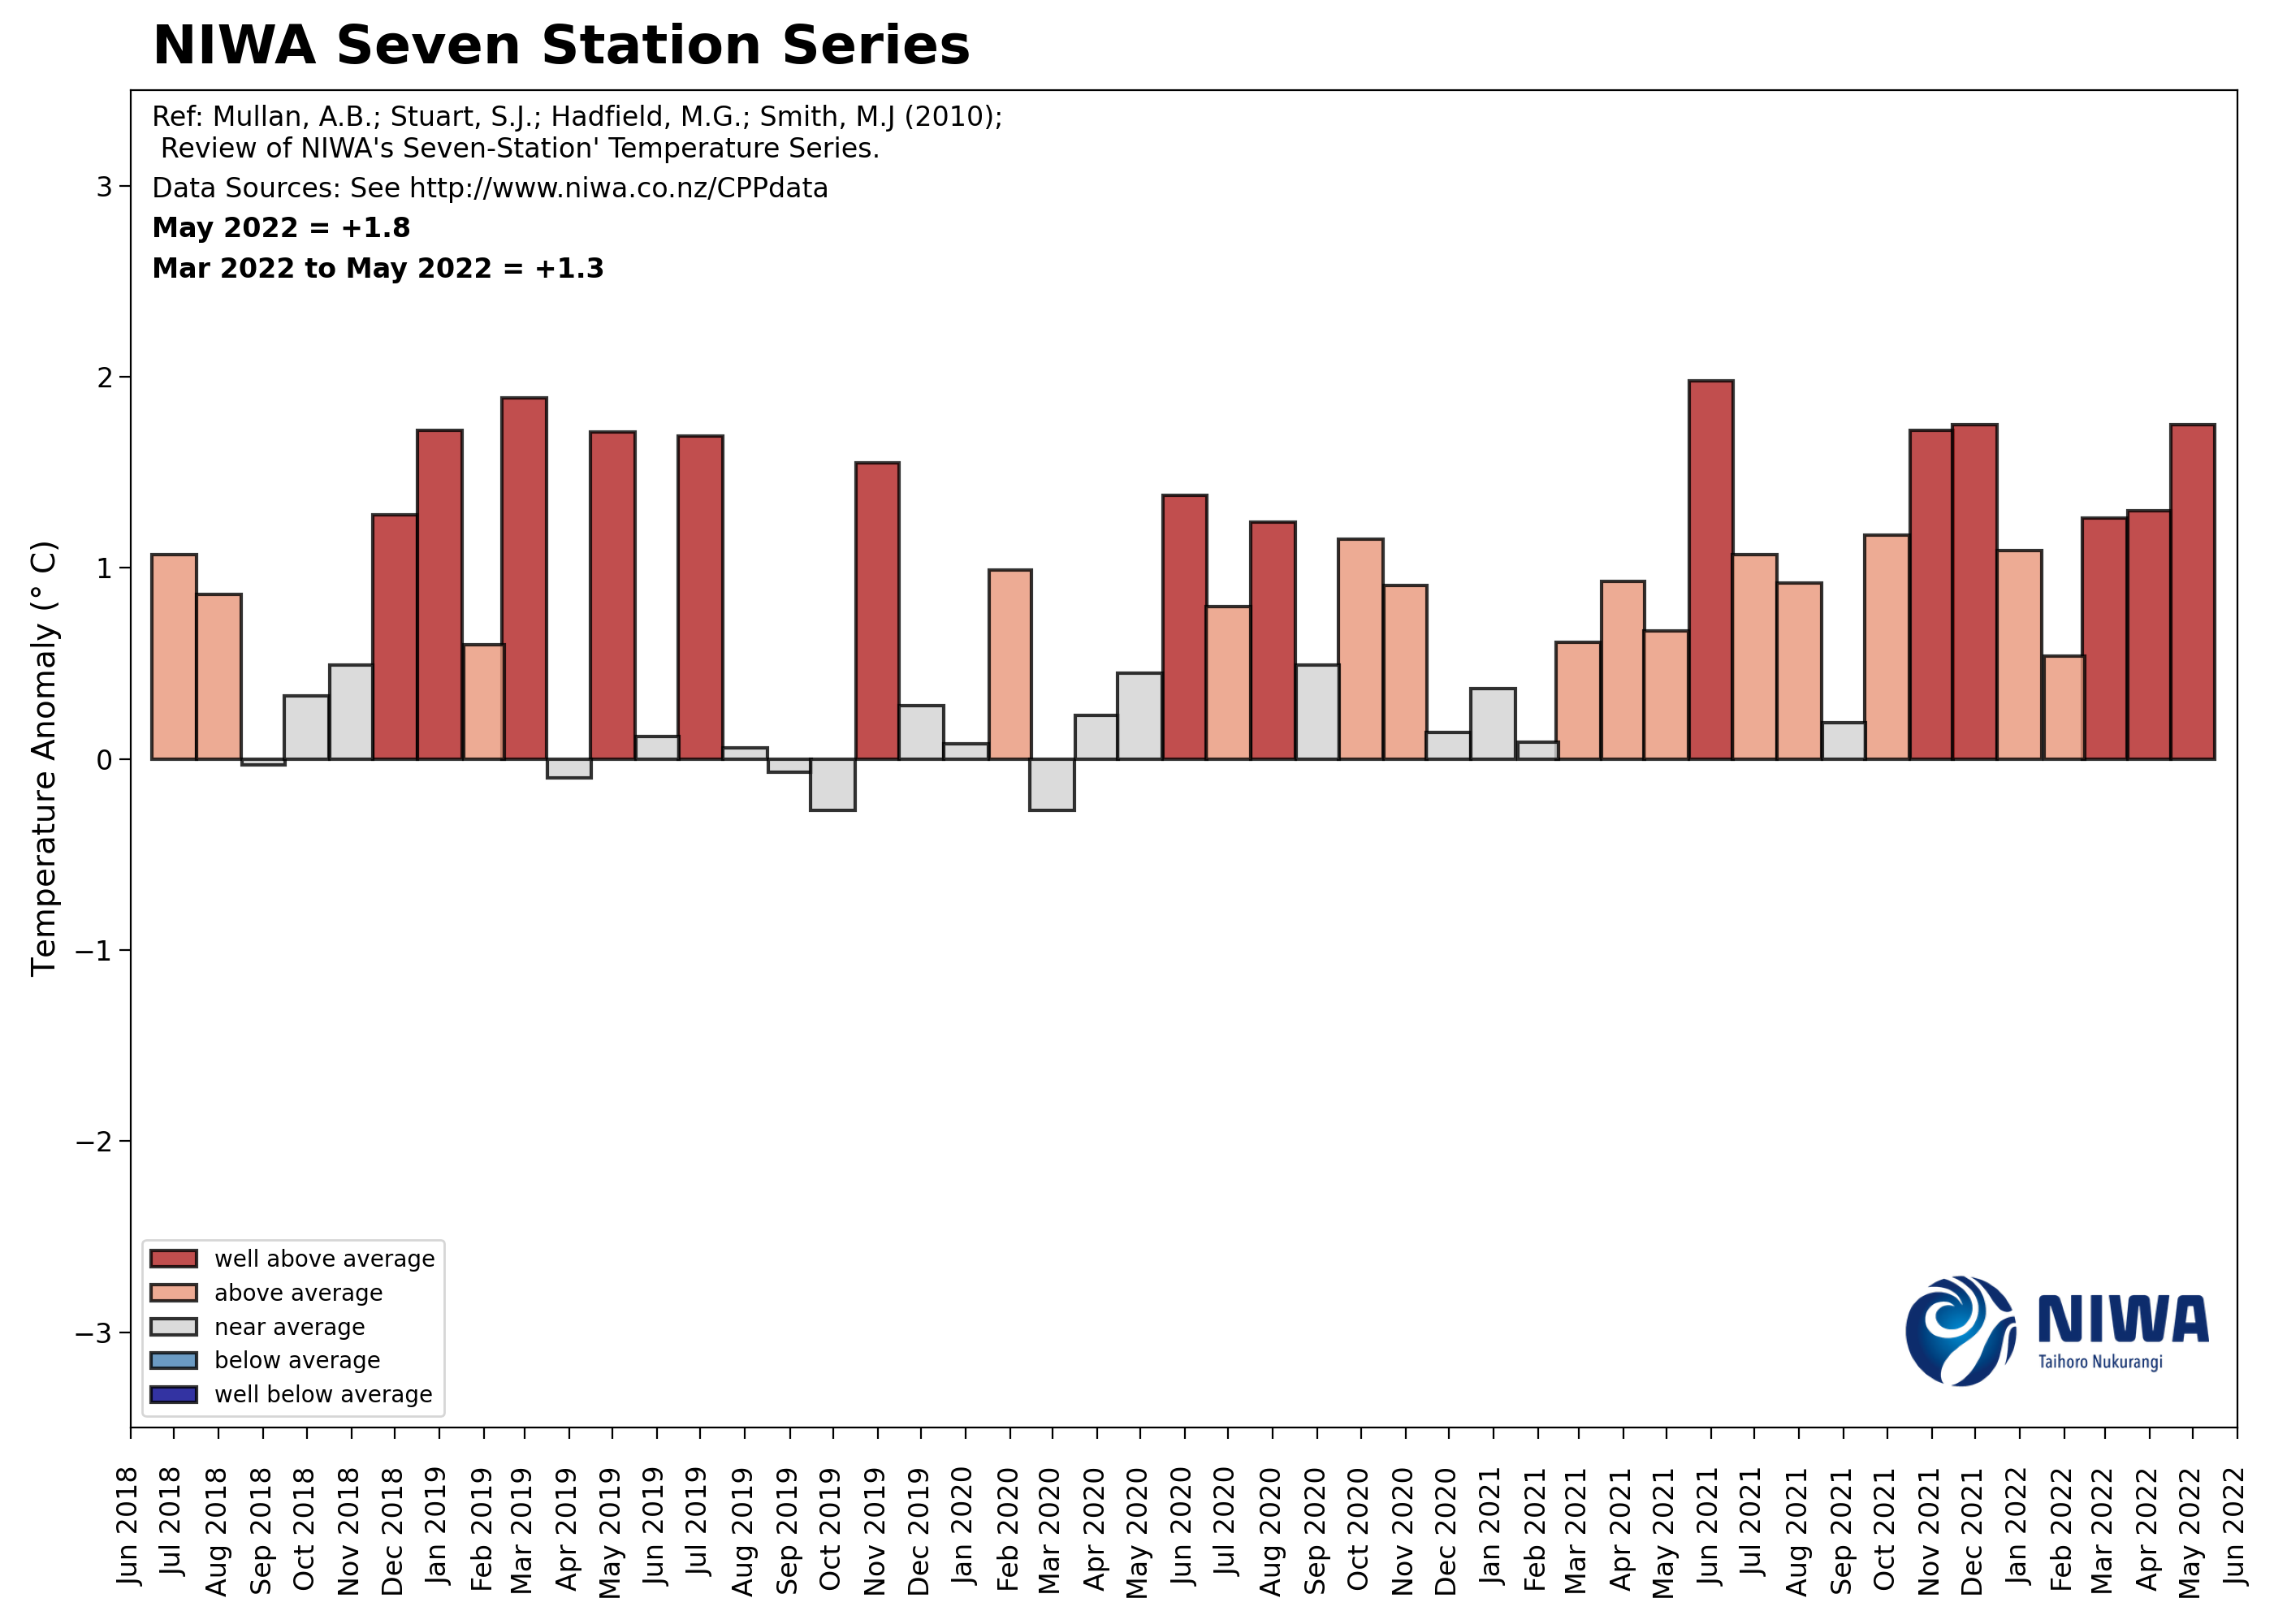 NIWA Seven Station Series
Ref: Mullan, A.B.; Stuart, S.J.; Hadfield, M.G.; Smith, M.J (2010);
Review of NIWA's Seven-Station' Temperature Series.
Data Sources: See http://www.niwa.co.nz/CPPdata
May 2022 = +1.8
Mar 2022 to May 2022 = +1.3
Temperature Anomaly (° C)
3
2
1
0
−1
−2
−3
well above average
above average
near average
below average
well below average
NIWA
Taihoro Nukurangi
Jun 2018
Jul 2018
Aug 2018
Sep 2018
Oct 2018
Nov 2018
Dec 2018
Jan 2019
Feb 2019
Mar 2019
Apr 2019
May 2019
Jun 2019
Jul 2019
Aug 2019
Sep 2019
Oct 2019
Nov 2019
Dec 2019
Jan 2020
Feb 2020
Mar 2020
Apr 2020
May 2020
Jun 2020
Jul 2020
Aug 2020
Sep 2020
Oct 2020
Nov 2020
Dec 2020
Jan 2021
Feb 2021
Mar 2021
Apr 2021
May 2021
Jun 2021
Jul 2021
Aug 2021
Sep 2021
Oct 2021
Nov 2021
Dec 2021
Jan 2022
Feb 2022
Mar 2022
Apr 2022
May 2022
Jun 2022